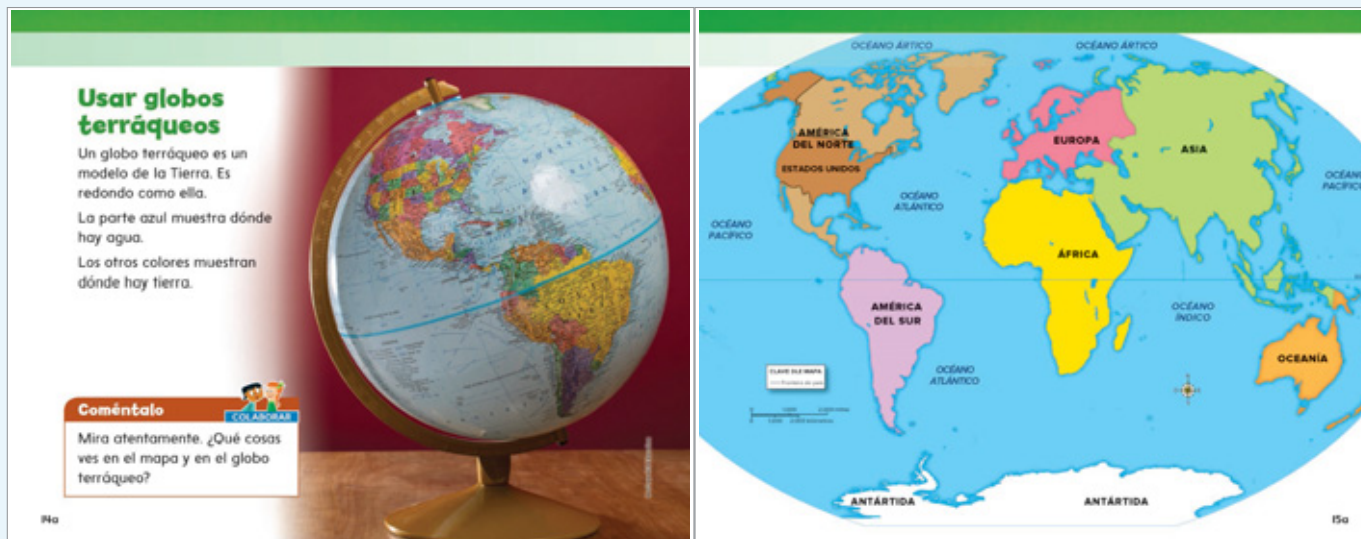 Usar globos
terráqueos
Un globo terráqueo es un
modelo de la Tierra. Es
redondo como ella.
La parte azul muestra dónde
hay agua.
Los otros colores muestran
dónde hay tierra.
Coméntalo
COLABORAR
Mira atentamente. ¿Qué cosas
ves en el mapa y en el globo
terráqueo?
14a
OCÉANO ÁRTICO
OCÉANO ÁRTICO
AMÉRICA
DEL NORTE
ESTADOS UNIDOS
EUROPA
ASIA
OCÉANO
PACÍFICO
OCÉANO
ATLÁNTICO
OCÉANO
PACÍFICO
ÁFRICA
AMÉRICA
DEL SUR
OCÉANO
ÍNDICO
OCEANÍA
OCÉANO
ATLÁNTICO
CLAVE DLE MAPA
Frontera de país
ANTÁRTIDA
ANTÁRTIDA
15a